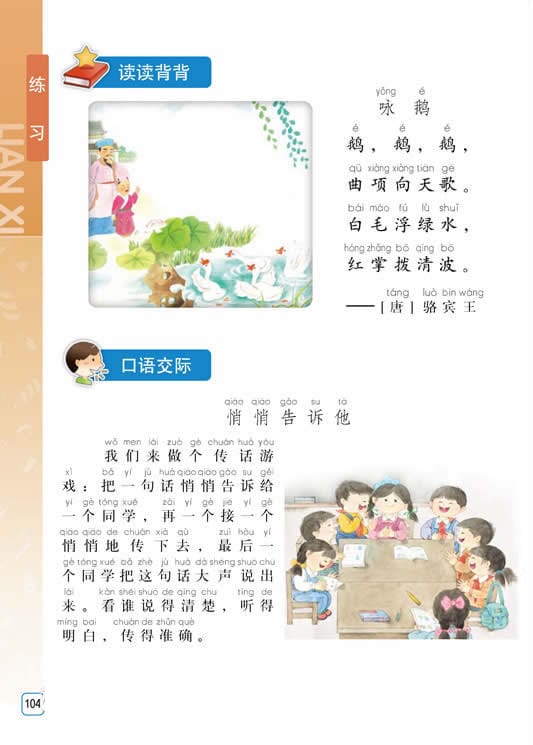 练
习
LIAN XI
读读背背
yǒng é
咏鹅
é é é
鹅，鹅，鹅，
qū xiàng xiàng tiān gē
曲项向天歌。
bái máo fú lǜ shuǐ
白毛浮绿水，
hóng zhǎng bō qīng bō
红掌拨清波。
táng luò bīn wáng
——[唐]骆宾王
口语交际
qiāo qiāo gào su tā
悄悄告诉他
wǒ men lái zuò gè chuán huà yóu
我们来做个传话游
xì bǎ yí jù huà qiāo qiāo gào su gěi
戏：把一句话悄悄告诉给
yí gè tóng xué zài yí gè jiē yí gè
一个同学，再一个接一个
qiāo qiāo de chuán xià qù zuì hòu yí
悄悄地传下去，最后一
gè tóng xué bǎ zhè jù huà dà shēng shuō chū
个同学把这句话大声说出
lái kàn shéi shuō de qīng chu tīng de
来。看谁说得清楚，听得
míng bai chuán de zhǔn què
明白，传得准确。
104